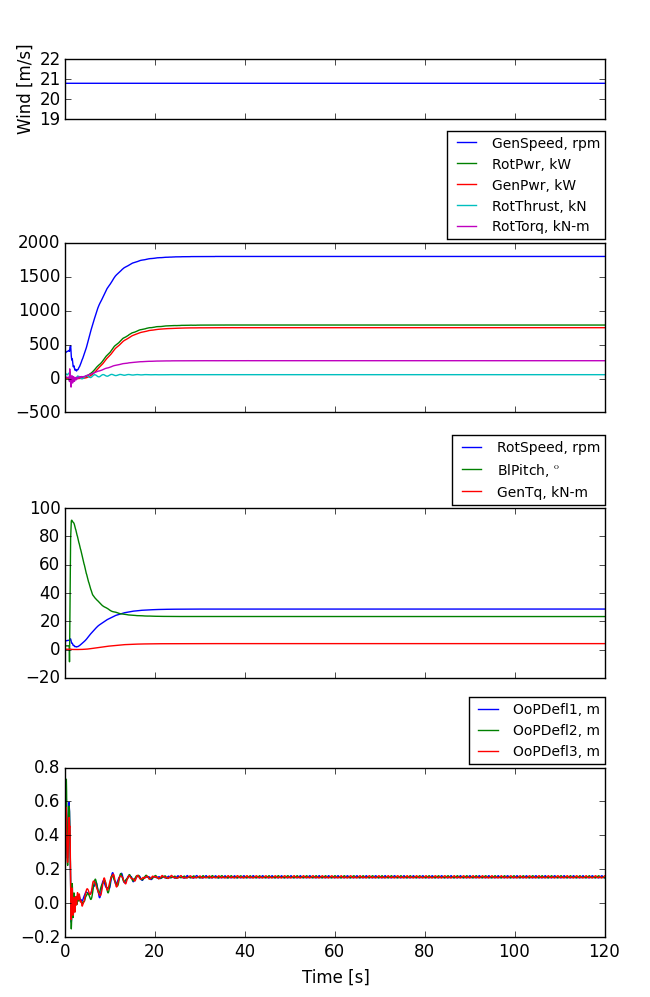 Wind [m/s]
22
21
20
19
GenSpeed, rpm
RotPwr, kW
GenPwr, kW
RotThrust, kN
RotTorq, kN-m
2000
1500
1000
500
0
−500
RotSpeed, rpm
BlPitch, °
GenTq, kN-m
100
80
60
40
20
0
−20
OoPDefl1, m
OoPDefl2, m
OoPDefl3, m
0.8
0.6
0.4
0.2
0.0
−0.2
0 20 40 60 80 100 120
Time [s]